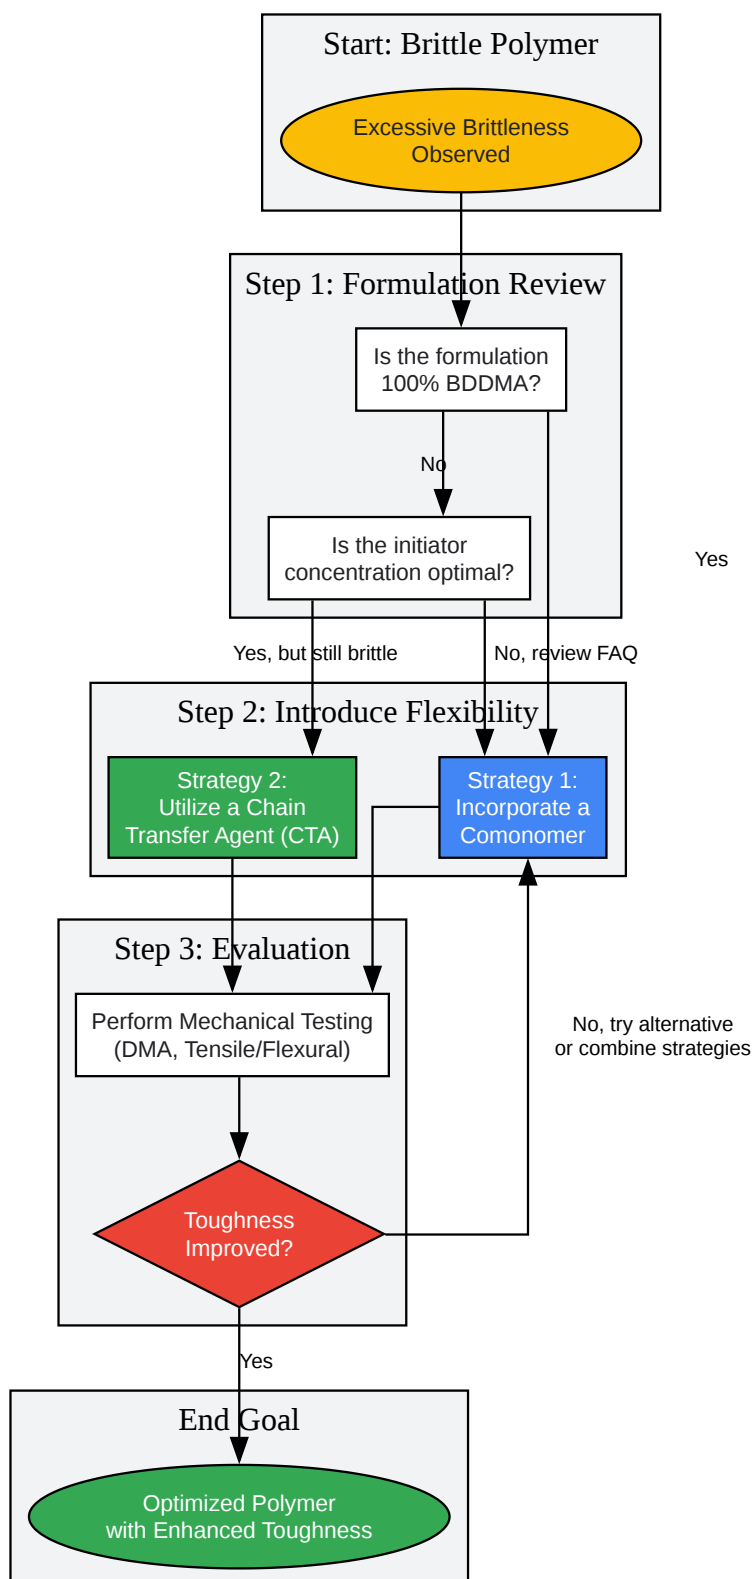 Start: Brittle Polymer
Excessive Brittleness
Observed
Step 1: Formulation Review
Is the formulation
100% BDDMA?
No
Is the initiator
concentration optimal?
Yes
Yes, but still brittle
No, review FAQ
Step 2: Introduce Flexibility
Strategy 2:
Utilize a Chain
Transfer Agent (CTA)
Strategy 1:
Incorporate a
Comonomer
Step 3: Evaluation
Perform Mechanical Testing
(DMA, Tensile/Flexural)
No, try alternative
or combine strategies
Toughness
Improved?
Yes
End Goal
Optimized Polymer
with Enhanced Toughness